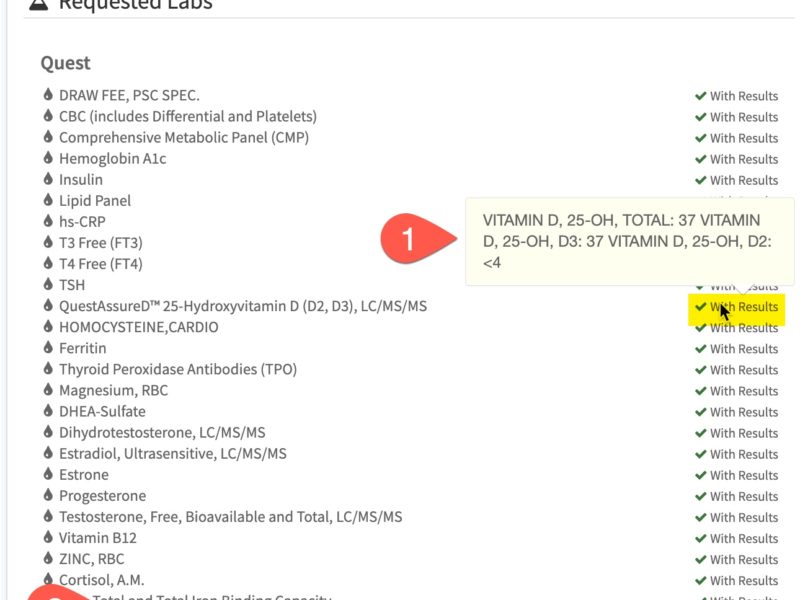 Requested Labs
Quest
DRAW FEE, PSC SPEC.
With Results
CBC (includes Differential and Platelets)
With Results
Comprehensive Metabolic Panel (CMP)
With Results
Hemoglobin A1c
With Results
Insulin
With Results
Lipid Panel
hs-CRP
T3 Free (FT3)
T4 Free (FT4)
1
VITAMIN D, 25-OH, TOTAL: 37 VITAMIN
D, 25-OH, D3: 37 VITAMIN D, 25-OH, D2:
<4
TSH
With Results
QuestAssureD™ 25-Hydroxyvitamin D (D2, D3), LC/MS/MS
With Results
HOMOCYSTEINE,CARDIO
With Results
Ferritin
With Results
Thyroid Peroxidase Antibodies (TPO)
With Results
Magnesium, RBC
With Results
DHEA-Sulfate
With Results
Dihydrotestosterone, LC/MS/MS
With Results
Estradiol, Ultrasensitive, LC/MS/MS
With Results
Estrone
With Results
Progesterone
With Results
Testosterone, Free, Bioavailable and Total, LC/MS/MS
With Results
Vitamin B12
With Results
ZINC, RBC
With Results
Cortisol, A.M.
With Results
Total and Total Iron Binding Capacity
With Results